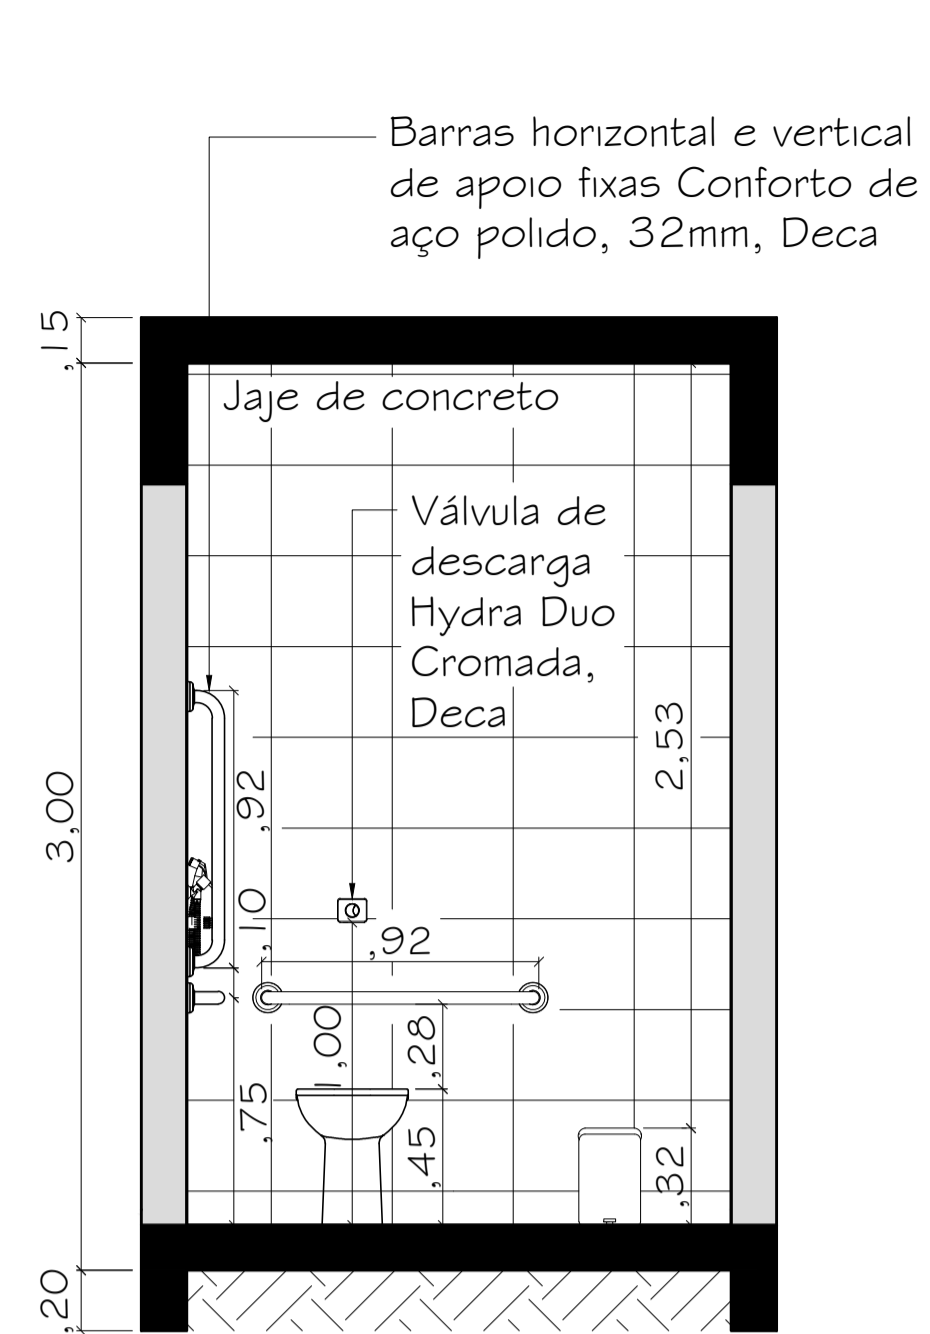 Barras horizontal e vertical
de apoio fixas Conforto de
aço polido, 32mm, Deca
,15
Jaje de concreto
Válvula de
descarga
Hydra Duo
Cromada,
Deca
2,53
3,00
,92
,10
,92
1,00
,28
,75
,45
,32
,20